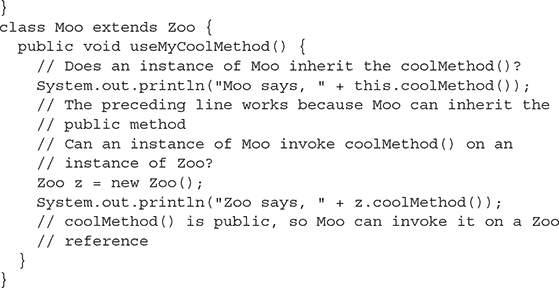 }
class Moo extends Zoo {
  public void useMyCoolMethod() {
    // Does an instance of Moo inherit the coolMethod()?
    System.out.println("Moo says, " + this.coolMethod());
    // The preceding line works because Moo can inherit the
    // public method
    // Can an instance of Moo invoke coolMethod() on an
    // instance of Zoo?
    Zoo z = new Zoo();
    System.out.println("Zoo says, " + z.coolMethod());
    // coolMethod() is public, so Moo can invoke it on a Zoo
    // reference
  }
}